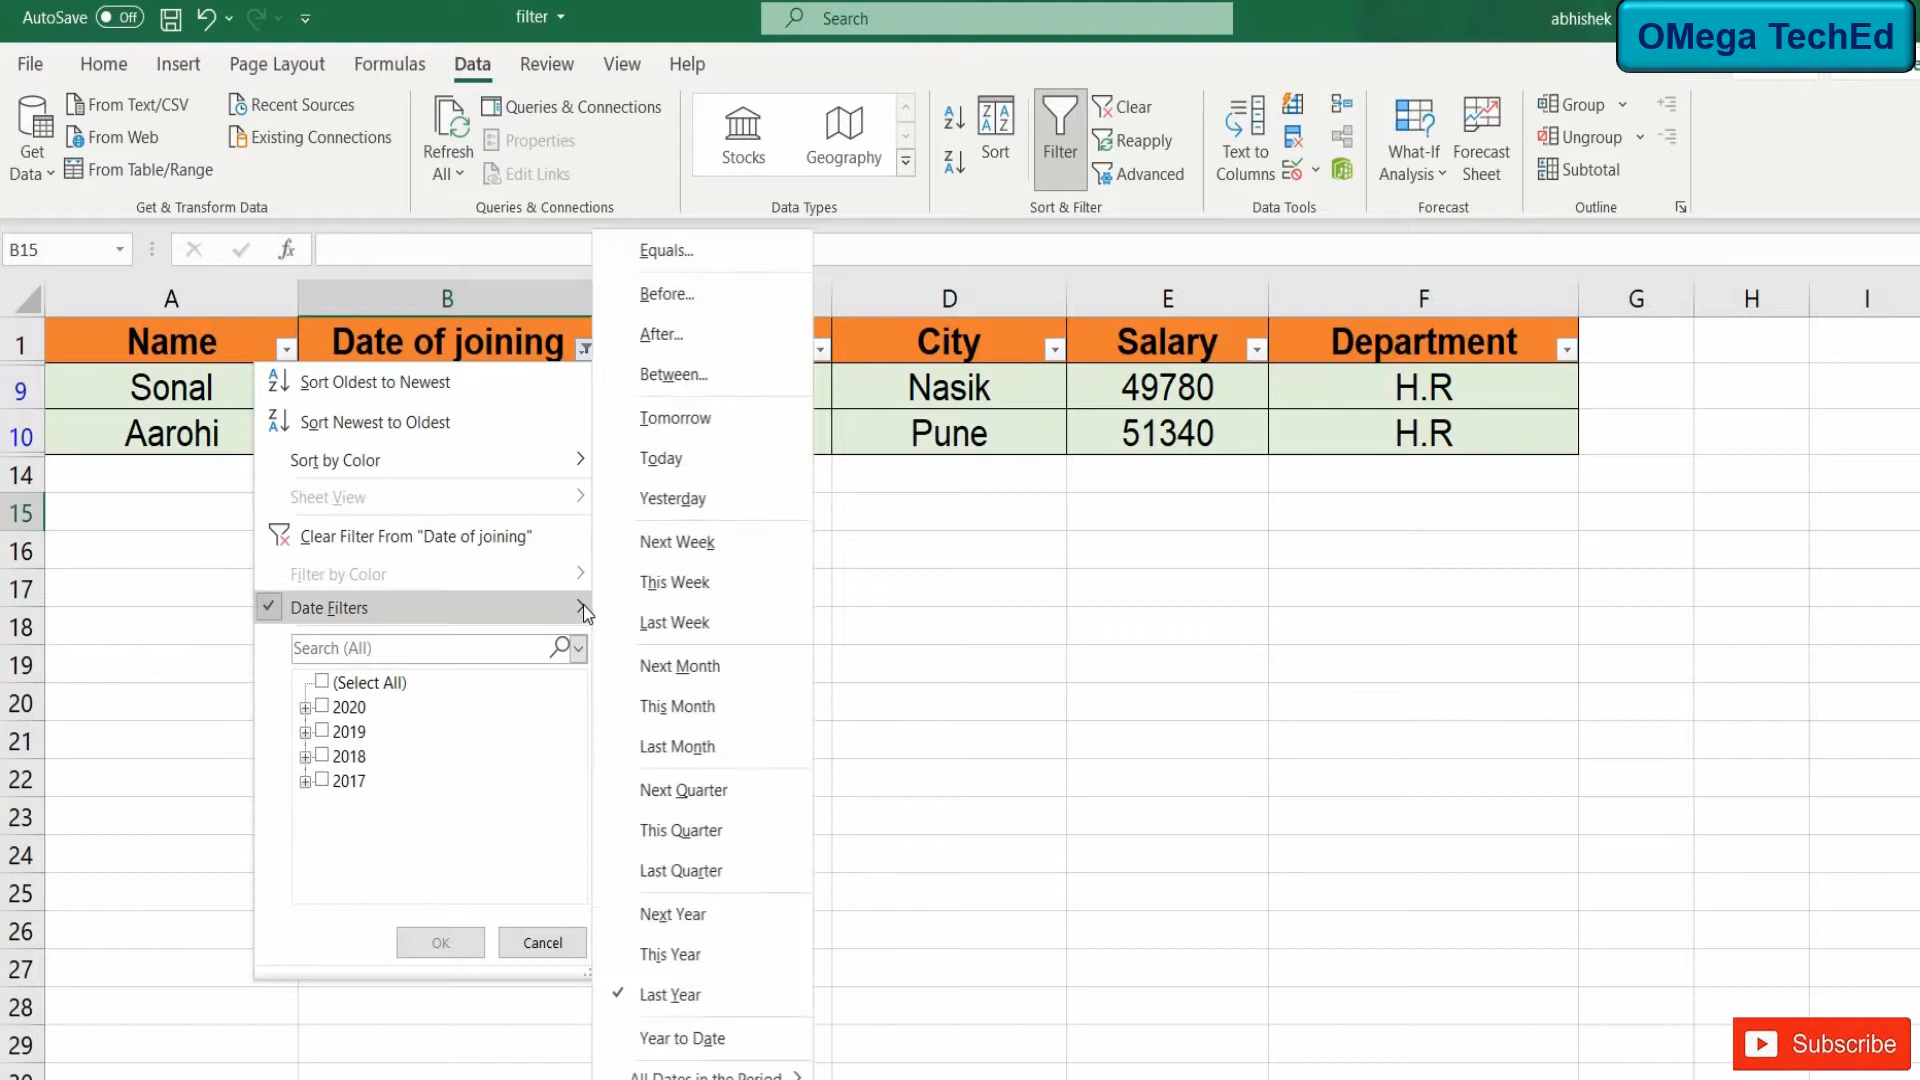 AutoSave Off filter Search abhishek
OMega TechEd
File Home Insert Page Layout Formulas Data Review View Help
Get Data
From Text/CSV
From Web
From Table/Range
Recent Sources
Existing Connections
Get & Transform Data
Refresh All
Queries & Connections
Properties
Edit Links
Queries & Connections
Stocks
Geography
Data Types
Sort
Filter
Clear
Reapply
Advanced
Sort & Filter
Text to Columns
Data Tools
What-If Analysis
Forecast Sheet
Forecast
Group
Ungroup
Subtotal
Outline
B15 fx
A B D E F G H I
1 Name Date of joining City Salary Department
9 Sonal Nasik 49780 H.R
10 Aarohi Pune 51340 H.R
14
15
16
17
18
19
20
21
22
23
24
25
26
27
28
29
Sort Oldest to Newest
Sort Newest to Oldest
Sort by Color
Sheet View
Clear Filter From "Date of joining"
Filter by Color
Date Filters
Search (All)
(Select All)
2020
2019
2018
2017
OK Cancel
Equals...
Before...
After...
Between...
Tomorrow
Today
Yesterday
Next Week
This Week
Last Week
Next Month
This Month
Last Month
Next Quarter
This Quarter
Last Quarter
Next Year
This Year
Last Year
Year to Date
All Dates in the Period
Subscribe